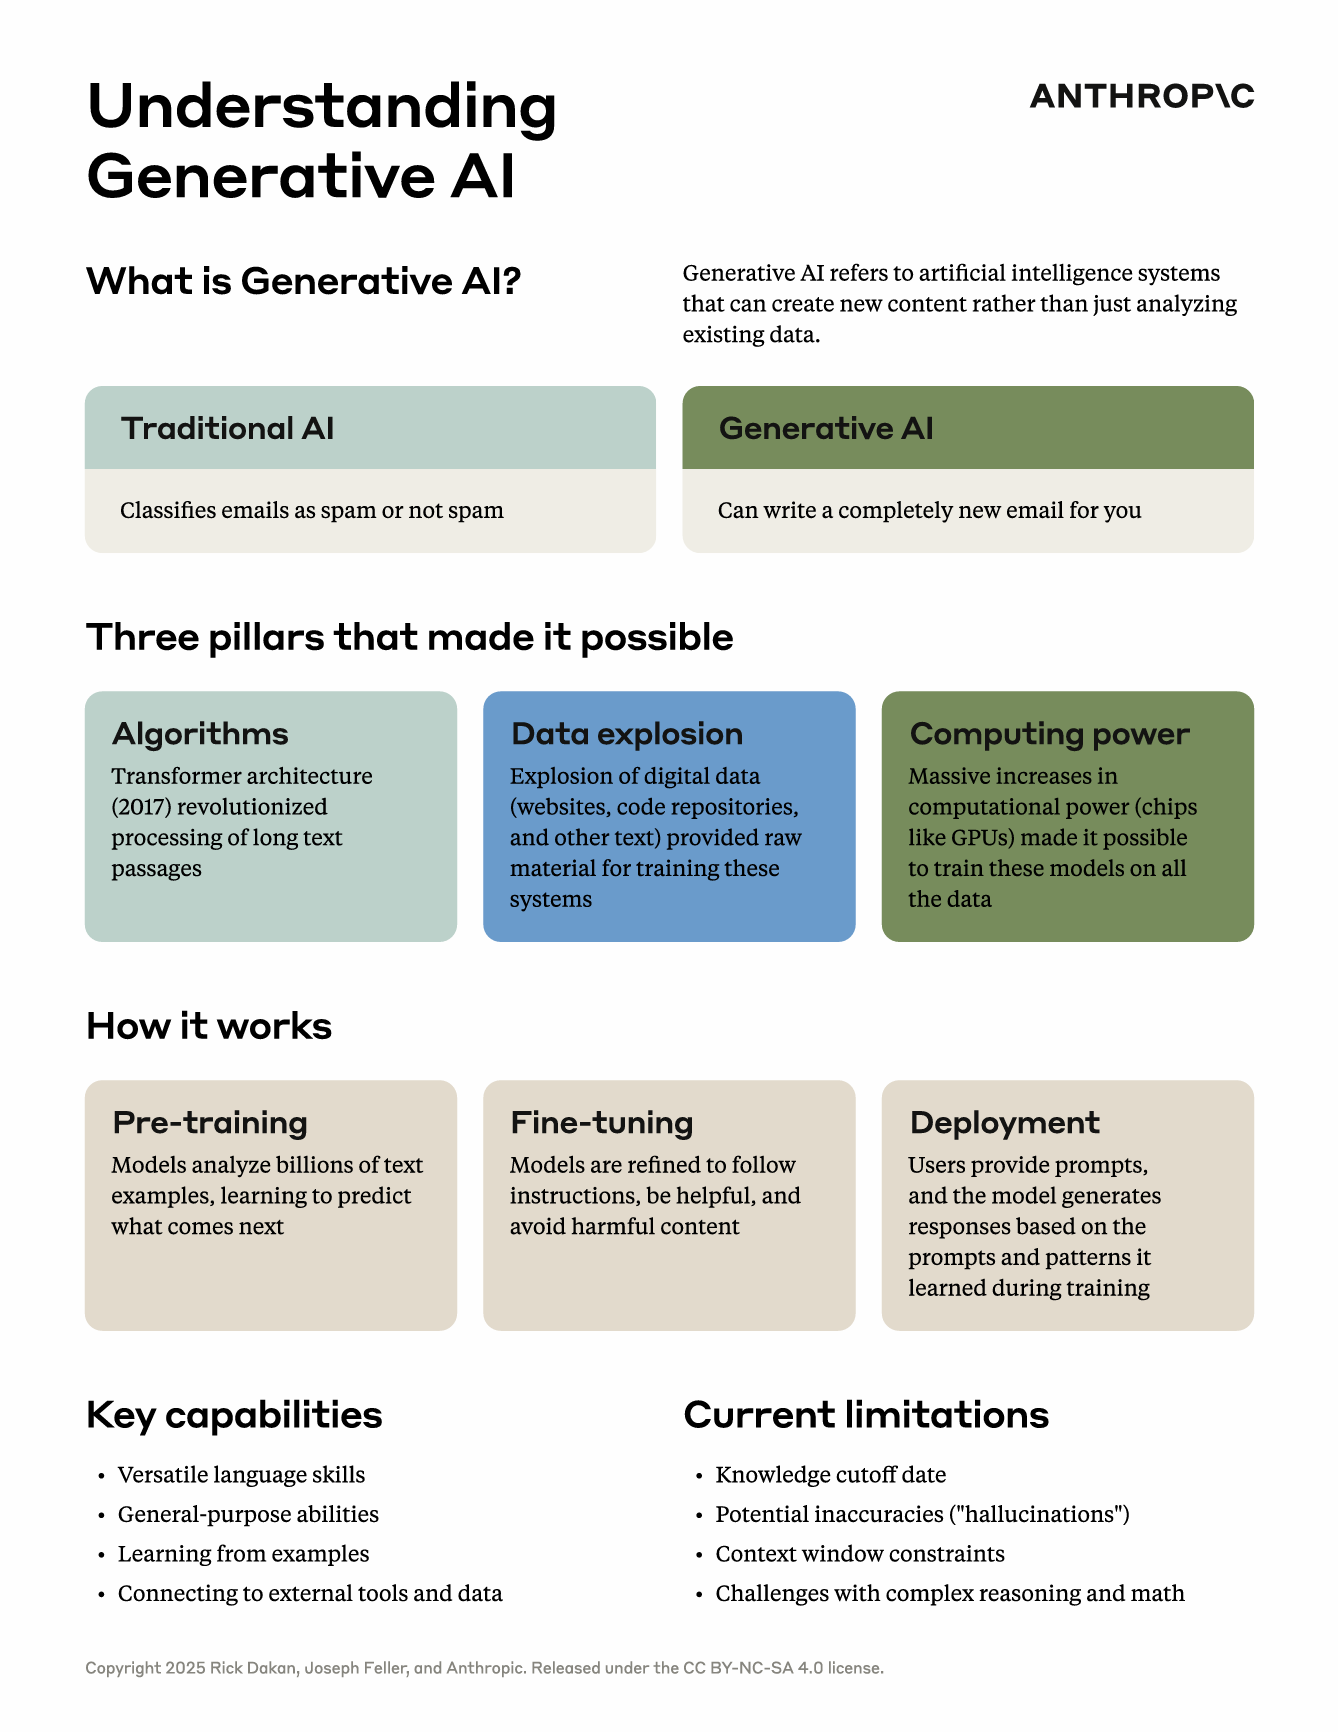 Understanding
Generative AI
ANTHROP\C
What is Generative AI?
Generative AI refers to artificial intelligence systems
that can create new content rather than just analyzing
existing data.
Traditional AI
Classifies emails as spam or not spam
Generative AI
Can write a completely new email for you
Three pillars that made it possible
Algorithms
Transformer architecture
(2017) revolutionized
processing of long text
passages
Data explosion
Explosion of digital data
(websites, code repositories,
and other text) provided raw
material for training these
systems
Computing power
Massive increases in
computational power (chips
like GPUs) made it possible
to train these models on all
the data
How it works
Pre-training
Models analyze billions of text
examples, learning to predict
what comes next
Fine-tuning
Models are refined to follow
instructions, be helpful, and
avoid harmful content
Deployment
Users provide prompts,
and the model generates
responses based on the
prompts and patterns it
learned during training
Key capabilities
• Versatile language skills
• General-purpose abilities
• Learning from examples
• Connecting to external tools and data
Current limitations
• Knowledge cutoff date
• Potential inaccuracies ("hallucinations")
• Context window constraints
• Challenges with complex reasoning and math
Copyright 2025 Rick Dakan, Joseph Feller, and Anthropic. Released under the CC BY-NC-SA 4.0 license.